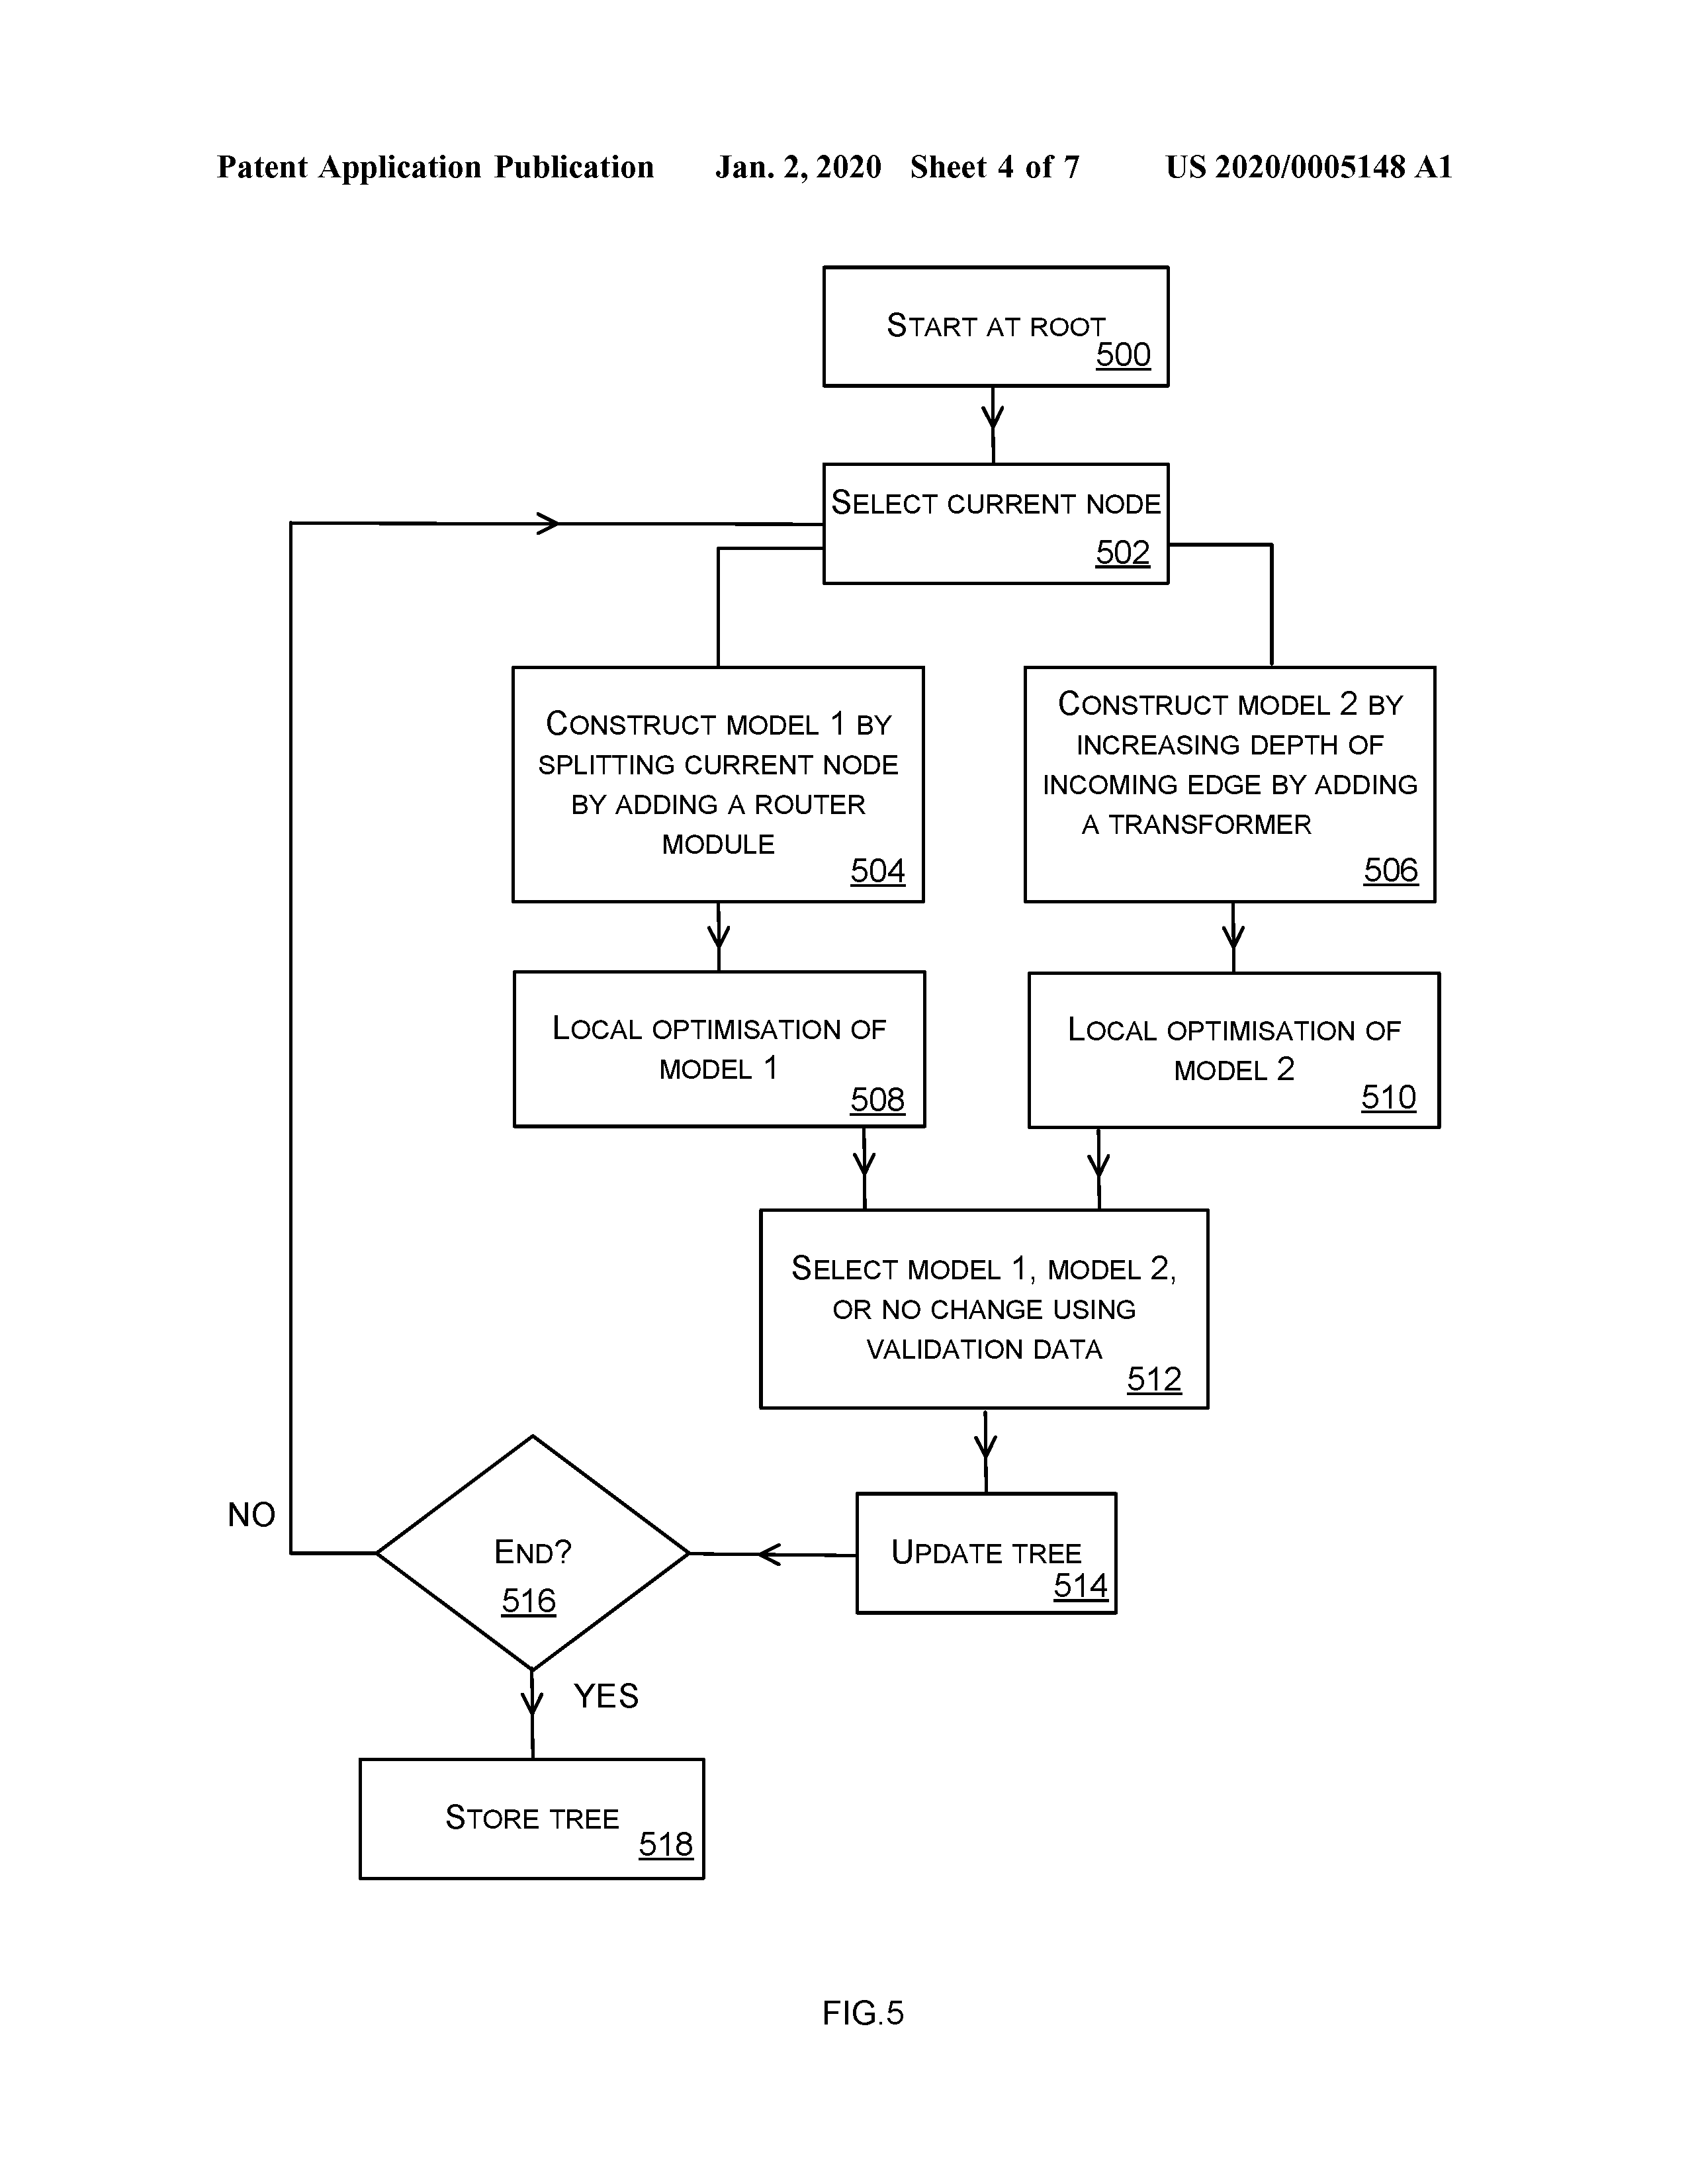 Patent Application Publication Jan. 2, 2020 Sheet 4 of 7 US 2020/0005148 A1
START AT ROOT
500
SELECT CURRENT NODE
502
CONSTRUCT MODEL 1 BY
SPLITTING CURRENT NODE
BY ADDING A ROUTER
MODULE
504
CONSTRUCT MODEL 2 BY
INCREASING DEPTH OF
INCOMING EDGE BY ADDING
A TRANSFORMER
506
LOCAL OPTIMISATION OF
MODEL 1
508
LOCAL OPTIMISATION OF
MODEL 2
510
SELECT MODEL 1, MODEL 2,
OR NO CHANGE USING
VALIDATION DATA
512
UPDATE TREE
514
END?
516
NO
YES
STORE TREE
518
FIG.5